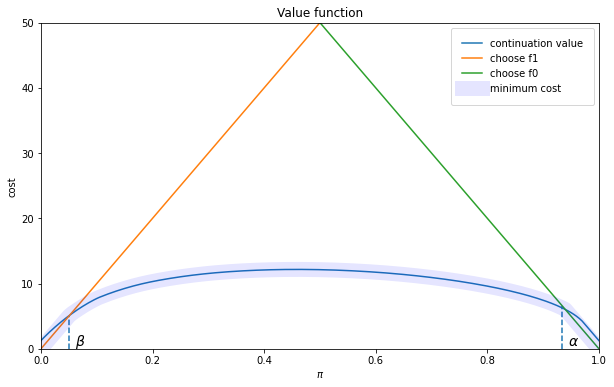 Value function
50
40
30
20
10
0
cost
continuation value
choose f1
choose f0
minimum cost
β
α
0.0 0.2 0.4 0.6 0.8 1.0
π